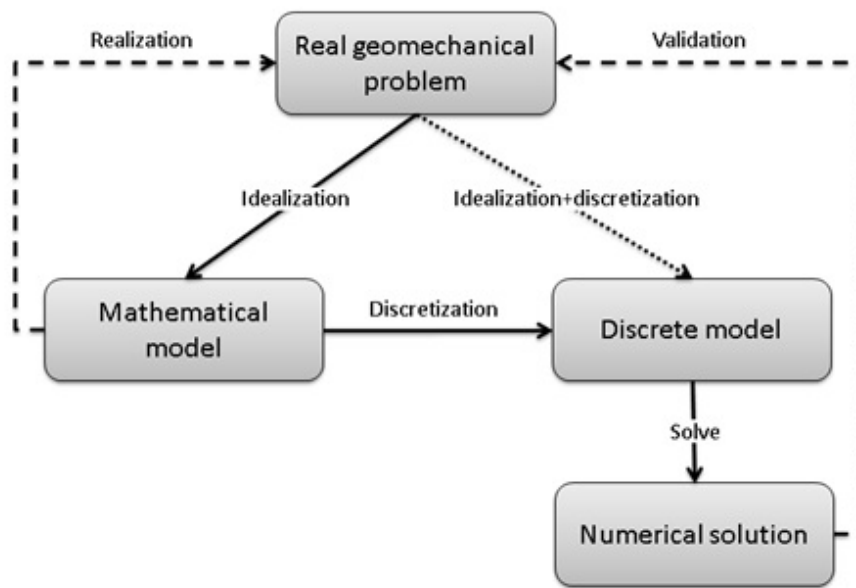 Realization
Real geomechanical
problem
Validation
Idealization
Idealization+discretization
Mathematical
model
Discretization
Discrete model
Solve
Numerical solution